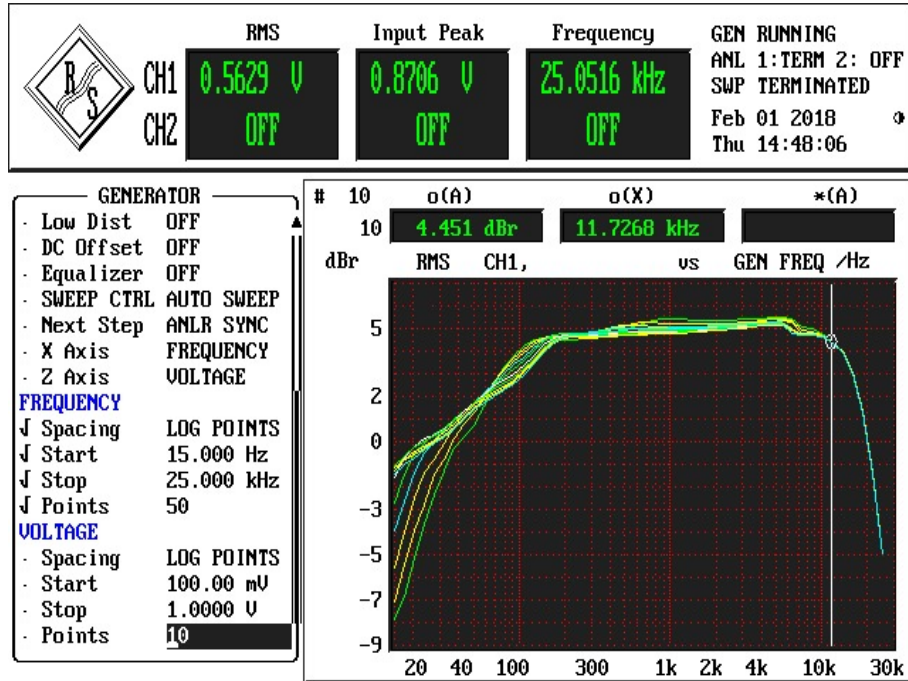 RMS Input Peak Frequency GEN RUNNING
R S CH1 0.5629 V 0.8706 V 25.0516 kHz ANL 1:TERM 2: OFF
SWP TERMINATED
CH2 OFF OFF OFF Feb 01 2018
Thu 14:48:06
GENERATOR
· Low Dist OFF
· DC Offset OFF
· Equalizer OFF
· SWEEP CTRL AUTO SWEEP
· Next Step ANLR SYNC
· X Axis FREQUENCY
· Z Axis VOLTAGE
FREQUENCY
√ Spacing LOG POINTS
√ Start 15.000 Hz
√ Stop 25.000 kHz
√ Points 50
VOLTAGE
· Spacing LOG POINTS
· Start 100.00 mV
· Stop 1.0000 V
· Points 10
# 10 o(A) o(X) *(A)
10 4.451 dBr 11.7268 kHz
dBr RMS CH1, vs GEN FREQ /Hz
5
2
0
-3
-5
-7
-9
20 40 100 300 1k 2k 4k 10k 30k